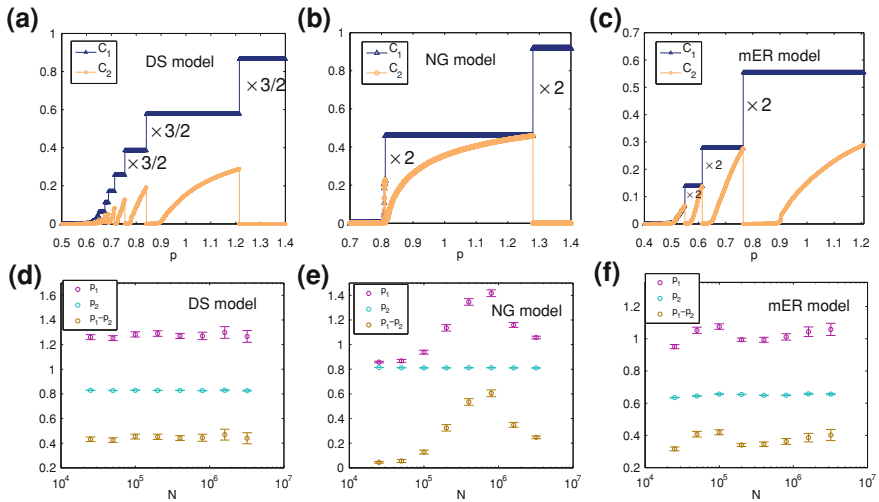 (a)
C1
C2
DS model
× 3/2
× 3/2
× 3/2
1
0.8
0.6
0.4
0.2
0
0.5 0.6 0.7 0.8 0.9 1 1.1 1.2 1.3 1.4
p
(b)
C1
C2
NG model
× 2
× 2
1
0.8
0.6
0.4
0.2
0
0.7 0.8 0.9 1 1.1 1.2 1.3 1.4
p
(c)
C1
C2
mER model
× 2
× 2
× 2
0.7
0.6
0.5
0.4
0.3
0.2
0.1
0
0.4 0.5 0.6 0.7 0.8 0.9 1 1.1 1.2
p
(d)
p1
p2
p1−p2
DS model
1.6
1.4
1.2
1
0.8
0.6
0.4
0.2
10^4 10^5 10^6 10^7
N
(e)
p1
p2
p1−p2
NG model
1.4
1.2
1
0.8
0.6
0.4
0.2
0
10^4 10^5 10^6 10^7
N
(f)
p1
p2
p1−p2
mER model
1.2
1
0.8
0.6
0.4
0.2
10^4 10^5 10^6 10^7
N